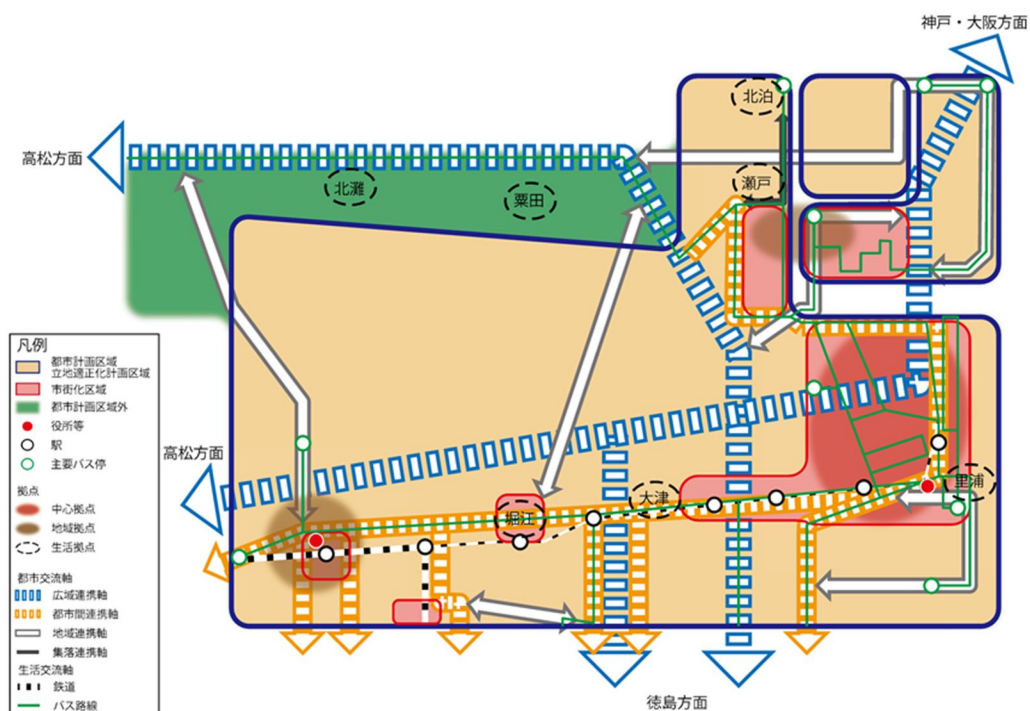 神戸・大阪方面
北泊
高松方面
北灘
粟田
瀬戸
凡例
都市計画区域
立地適正化計画区域
市街化区域
都市計画区域外
役所等
駅
主要バス停
拠点
中心拠点
地域拠点
生活拠点
都市交流軸
広域連携軸
都市間連携軸
地域連携軸
集落連携軸
生活交流軸
鉄道
バス路線
高松方面
堀江
大津
里浦
徳島方面